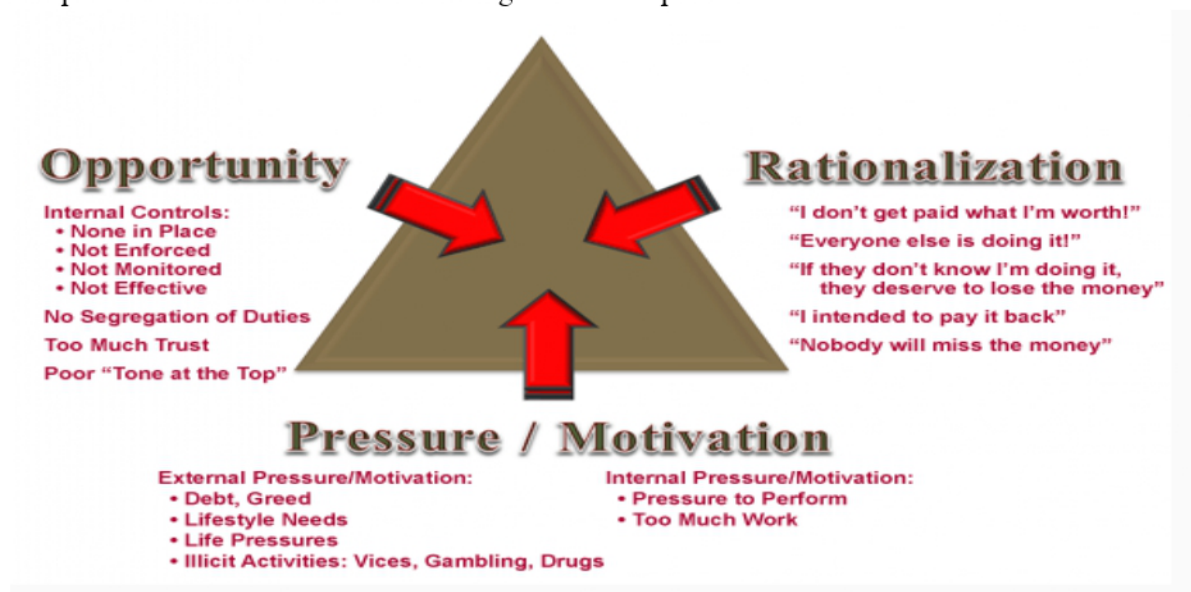 Opportunity
Internal Controls:
• None in Place
• Not Enforced
• Not Monitored
• Not Effective
No Segregation of Duties
Too Much Trust
Poor “Tone at the Top”
Rationalization
“I don’t get paid what I’m worth!”
“Everyone else is doing it!”
“If they don’t know I’m doing it,
they deserve to lose the money”
“I intended to pay it back”
“Nobody will miss the money”
Pressure / Motivation
External Pressure/Motivation:
• Debt, Greed
• Lifestyle Needs
• Life Pressures
• Illicit Activities: Vices, Gambling, Drugs
Internal Pressure/Motivation:
• Pressure to Perform
• Too Much Work